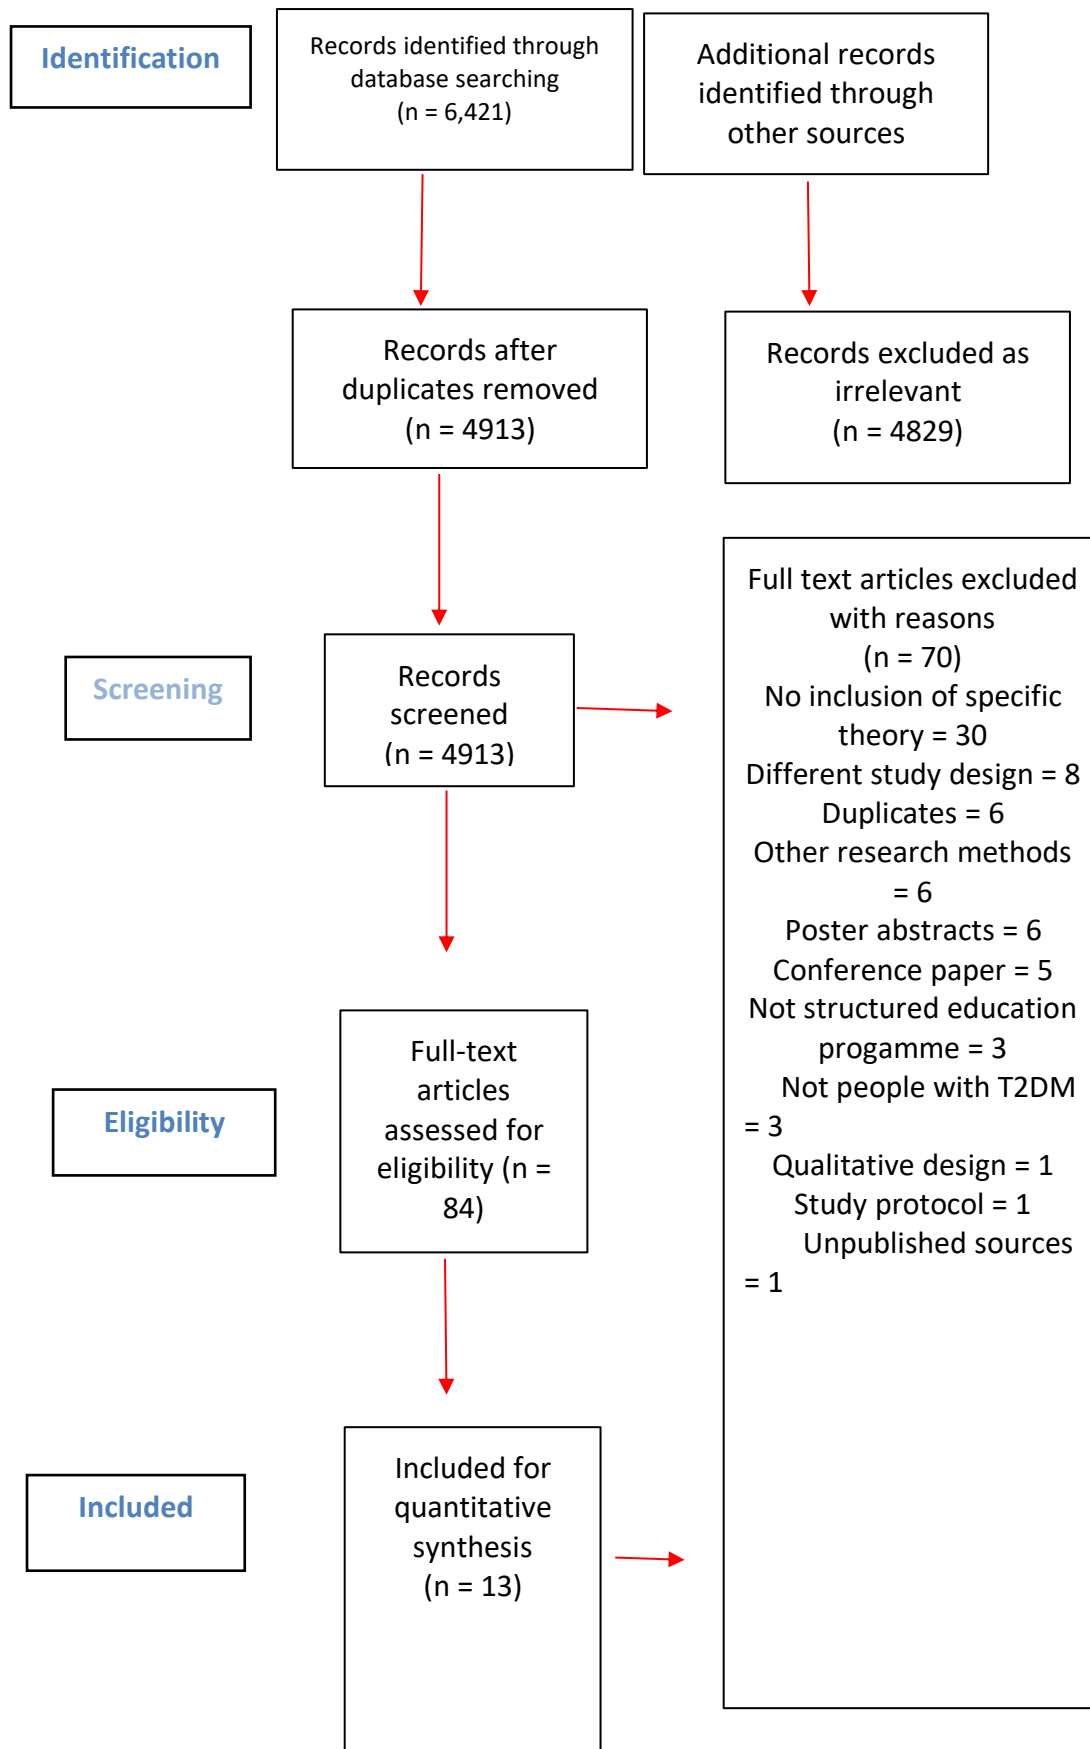 Identification
Records identified through
database searching
(n = 6,421)
Additional records
identified through
other sources
Records after
duplicates removed
(n = 4913)
Records excluded as
irrelevant
(n = 4829)
Screening
Records
screened
(n = 4913)
Full text articles excluded
with reasons
(n = 70)
No inclusion of specific
theory = 30
Different study design = 8
Duplicates = 6
Other research methods
= 6
Poster abstracts = 6
Conference paper = 5
Not structured education
progamme = 3
Not people with T2DM
= 3
Qualitative design = 1
Study protocol = 1
Unpublished sources
= 1
Eligibility
Full-text
articles
assessed for
eligibility (n =
84)
Included
Included for
quantitative
synthesis
(n = 13)